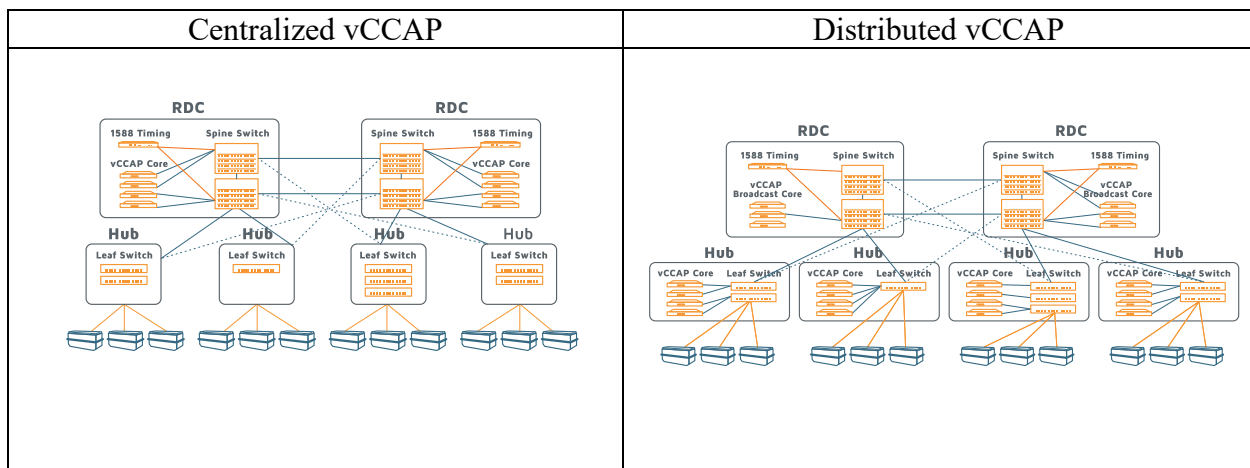 Centralized vCCAP
Distributed vCCAP
RDC
RDC
1588 Timing
Spine Switch
Spine Switch
1588 Timing
vCCAP Core
vCCAP Core
Hub
Hub
Hub
Hub
Leaf Switch
Leaf Switch
Leaf Switch
Leaf Switch
RDC
RDC
1588 Timing
Spine Switch
Spine Switch
1588 Timing
vCCAP
Broadcast Core
vCCAP
Broadcast Core
Hub
Hub
Hub
Hub
vCCAP Core
Leaf Switch
vCCAP Core
Leaf Switch
vCCAP Core
Leaf Switch
vCCAP Core
Leaf Switch